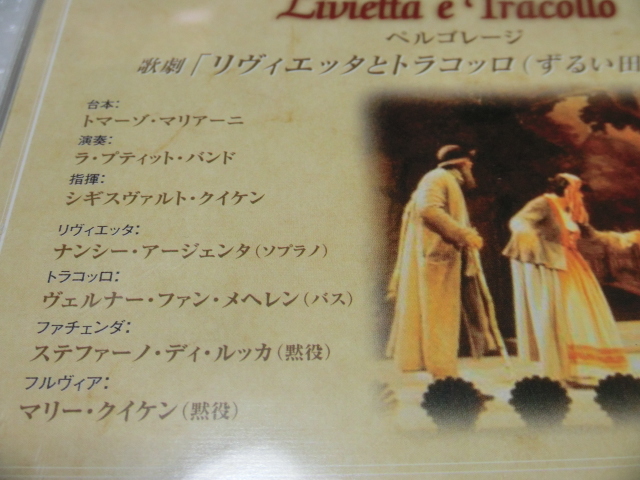 Livietta e Tracollo
ペルゴレージ
歌劇「リヴィエッタとトラコッロ(ずるい田
台本:
トマーゾ・マリアーニ
演奏:
ラ・プティット・バンド
指揮:
シギスヴァルト・クイケン
リヴィエッタ:
ナンシー・アージェンタ(ソプラノ)
トラコッロ:
ヴェルナー・ファン・メヘレン(バス)
ファチェンダ:
ステファーノ・ディ・ルッカ(黙役)
フルヴィア:
マリー・クイケン(黙役)